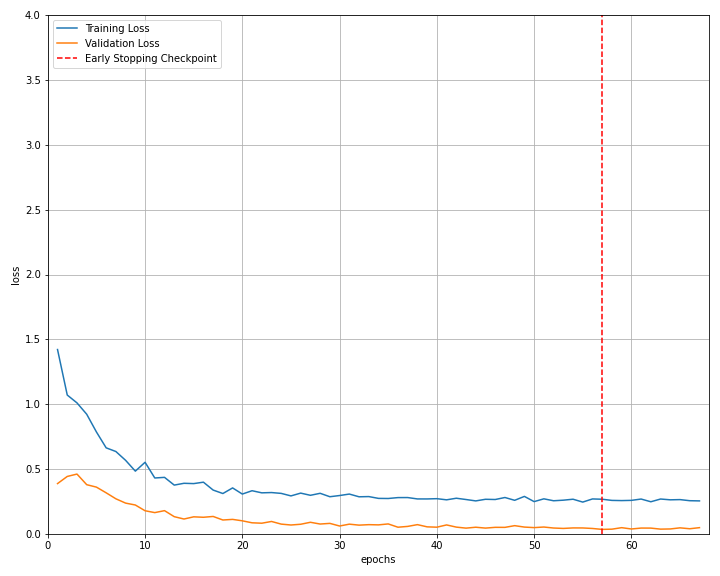 4.0
Training Loss
Validation Loss
Early Stopping Checkpoint
3.5
3.0
2.5
2.0
1.5
1.0
0.5
0.0
loss
0 10 20 30 40 50 60
epochs